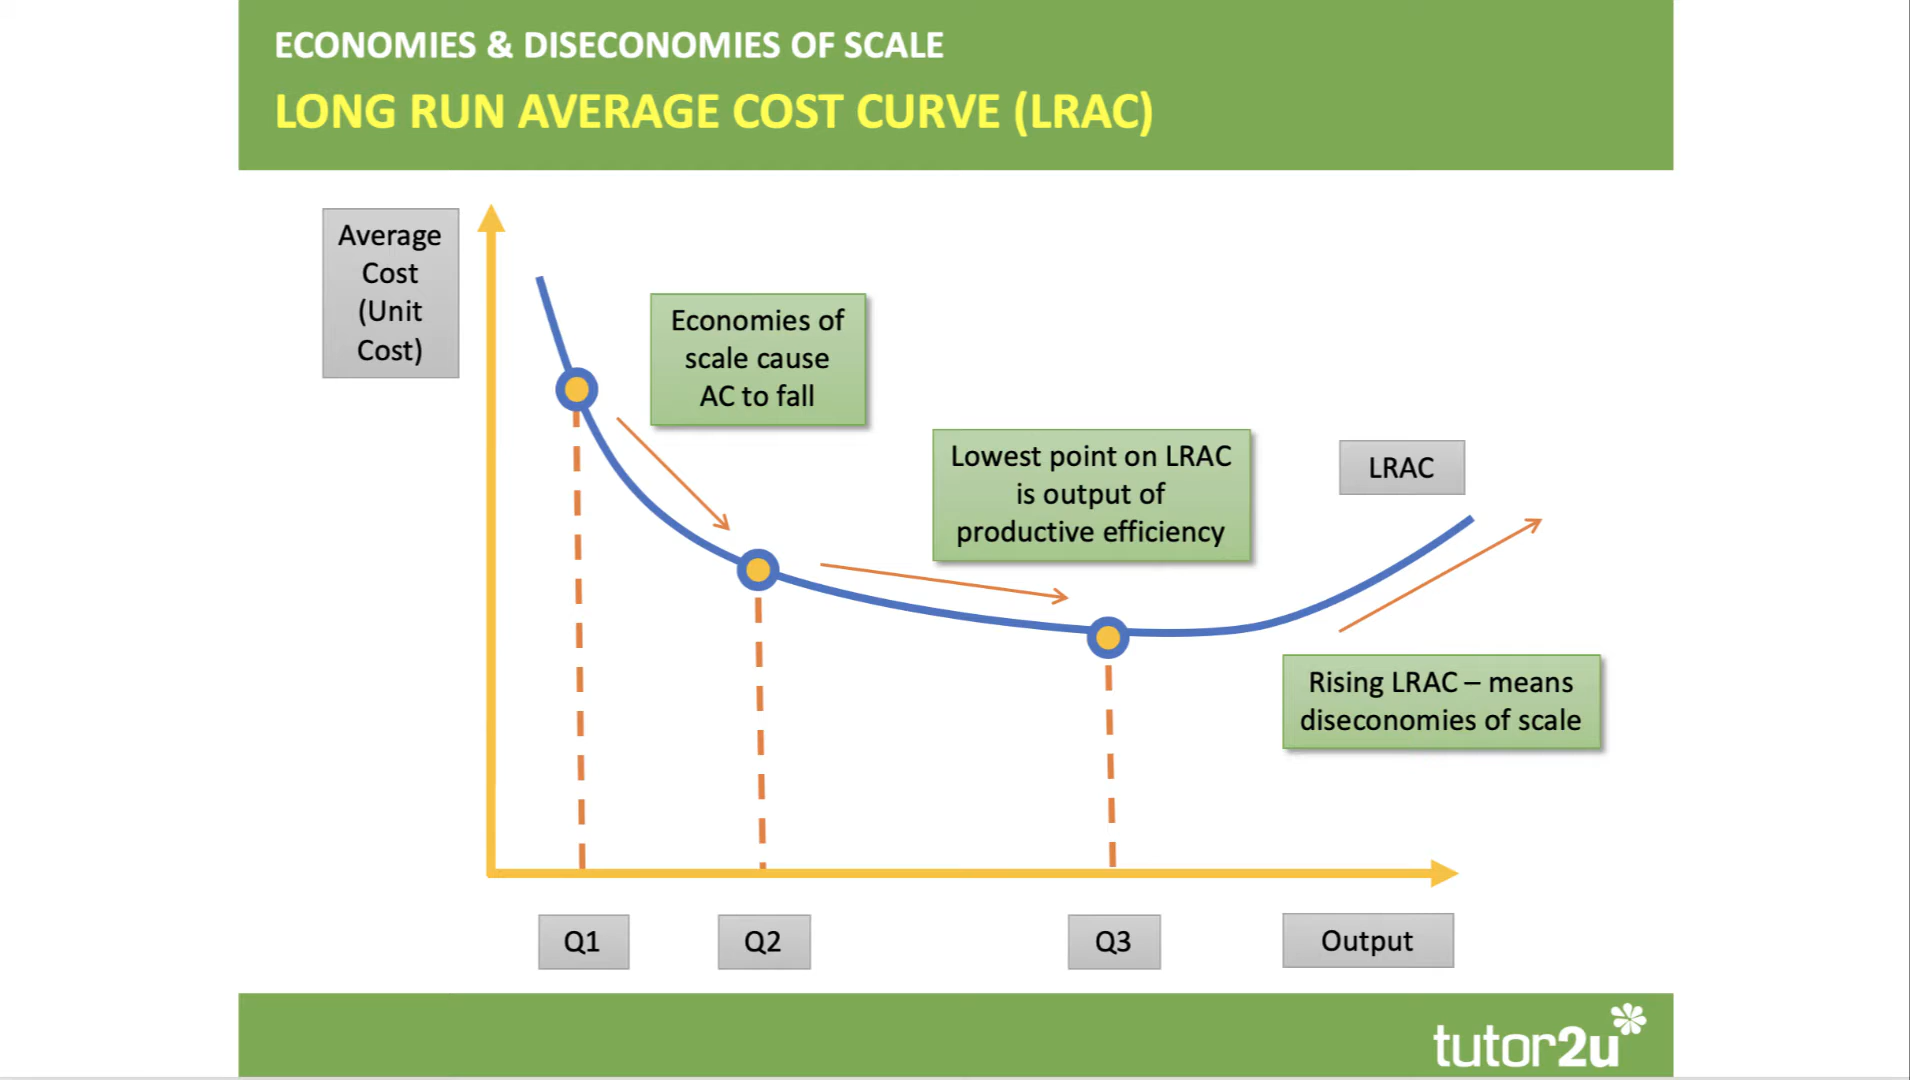 ECONOMIES & DISECONOMIES OF SCALE
LONG RUN AVERAGE COST CURVE (LRAC)
Average
Cost
(Unit
Cost)
Economies of
scale cause
AC to fall
Lowest point on LRAC
is output of
productive efficiency
LRAC
Rising LRAC – means
diseconomies of scale
Q1
Q2
Q3
Output
tutor2u